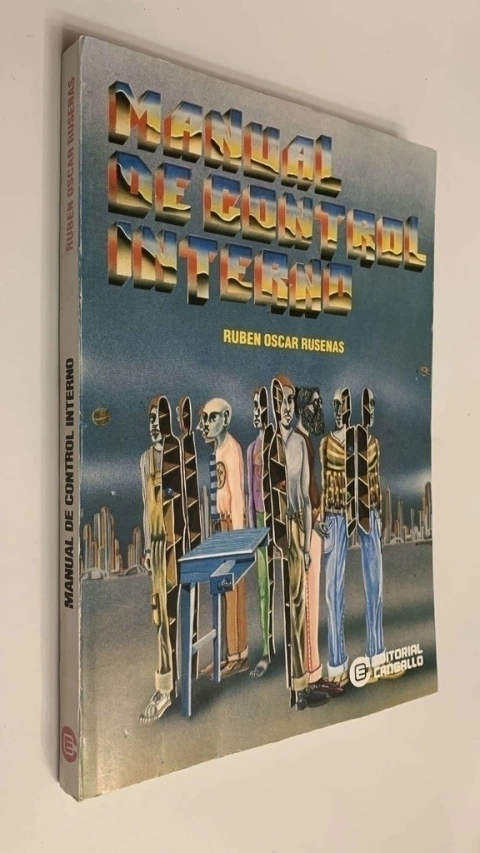 MANUAL
DE CONTROL
INTERNO
RUBEN OSCAR RUSENAS
EDITORIAL
CANGALLO
RUBEN OSCAR RUSENAS
MANUAL DE CONTROL INTERNO